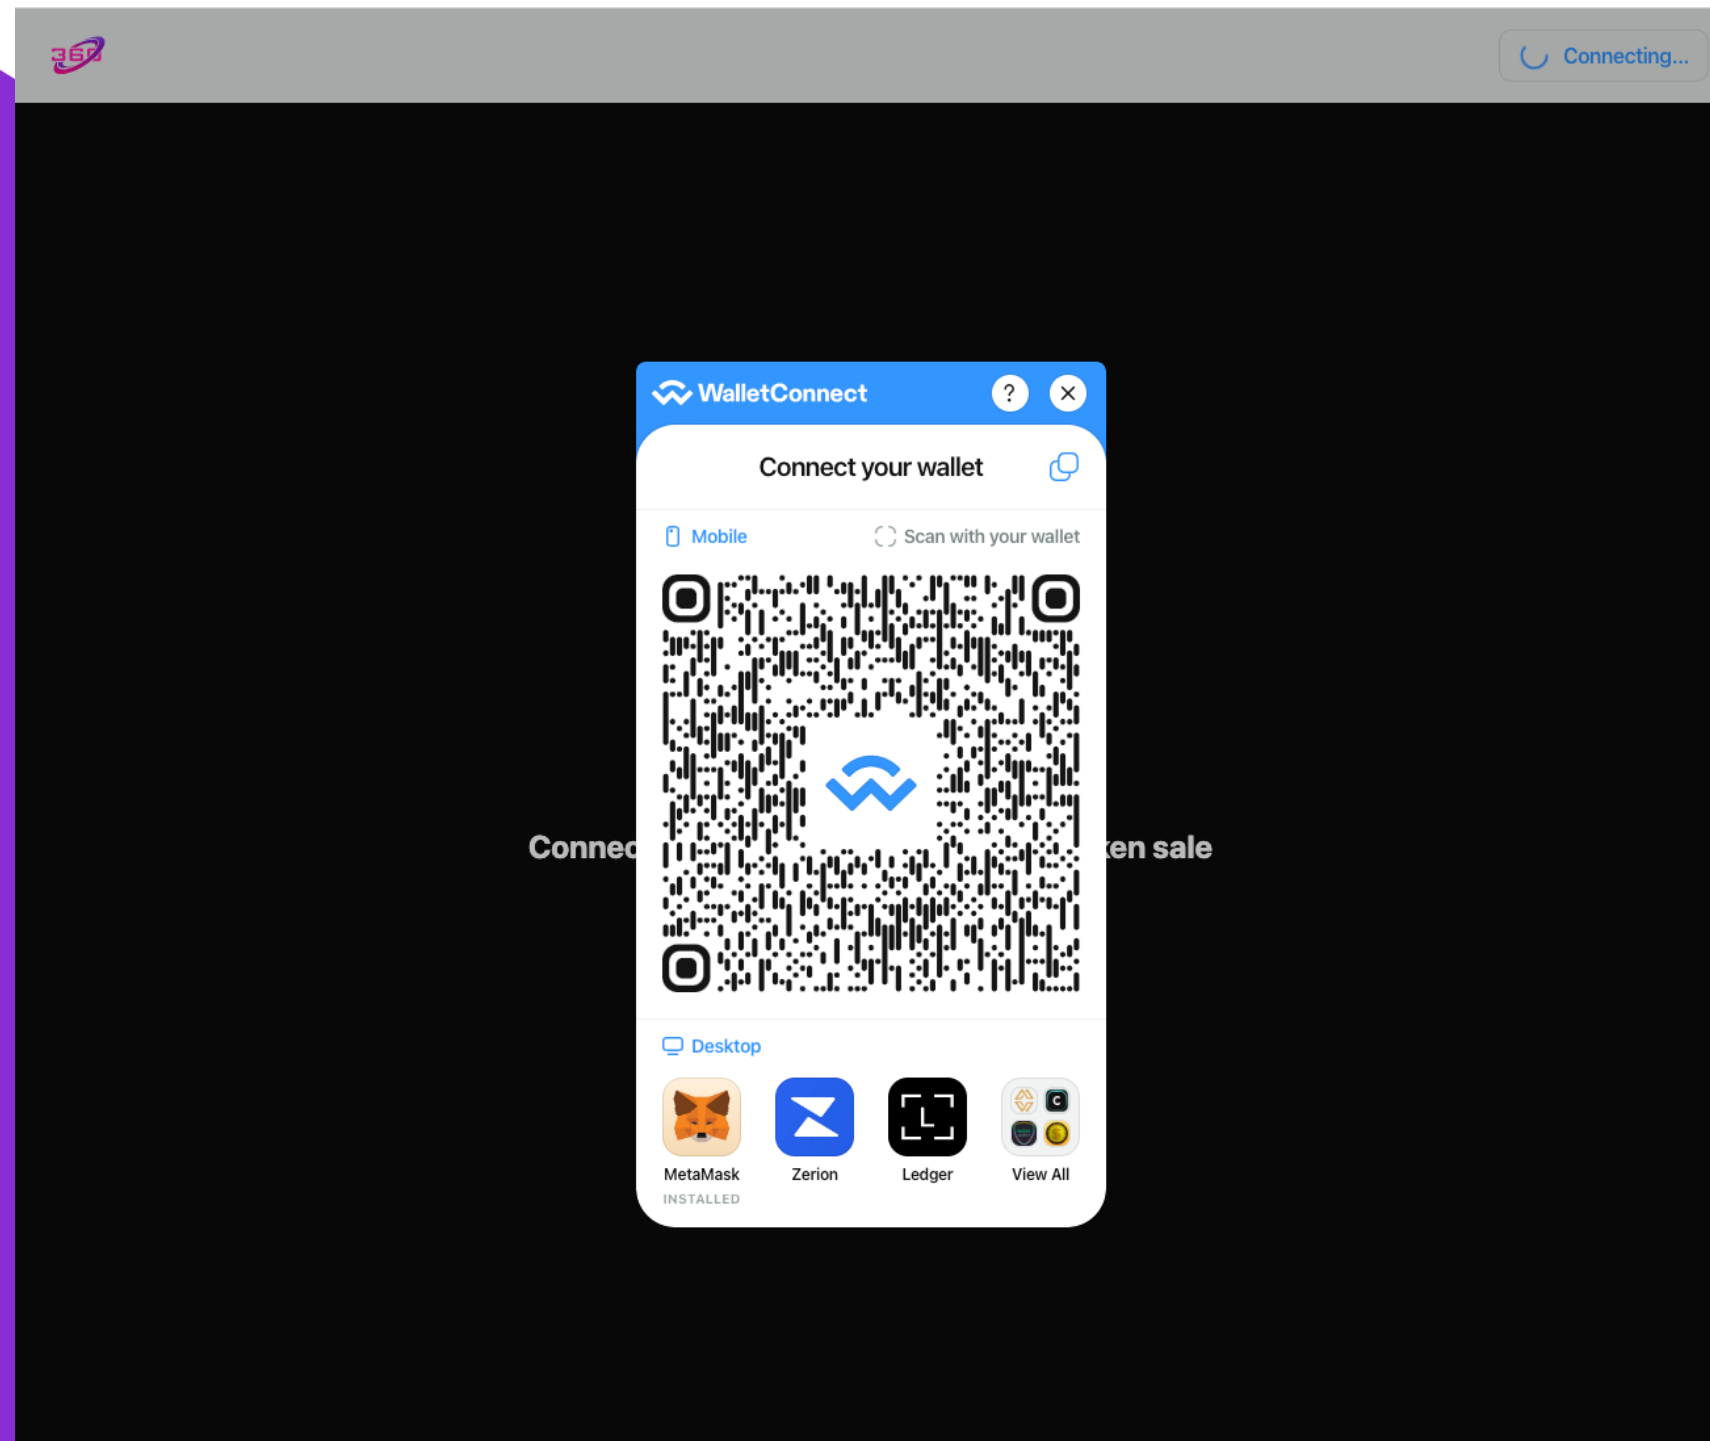 360
Connecting...
WalletConnect
?
Connect your wallet
Mobile
Scan with your wallet
Connec
en sale
Desktop
L
C
MetaMask
Zerion
Ledger
View All
INSTALLED